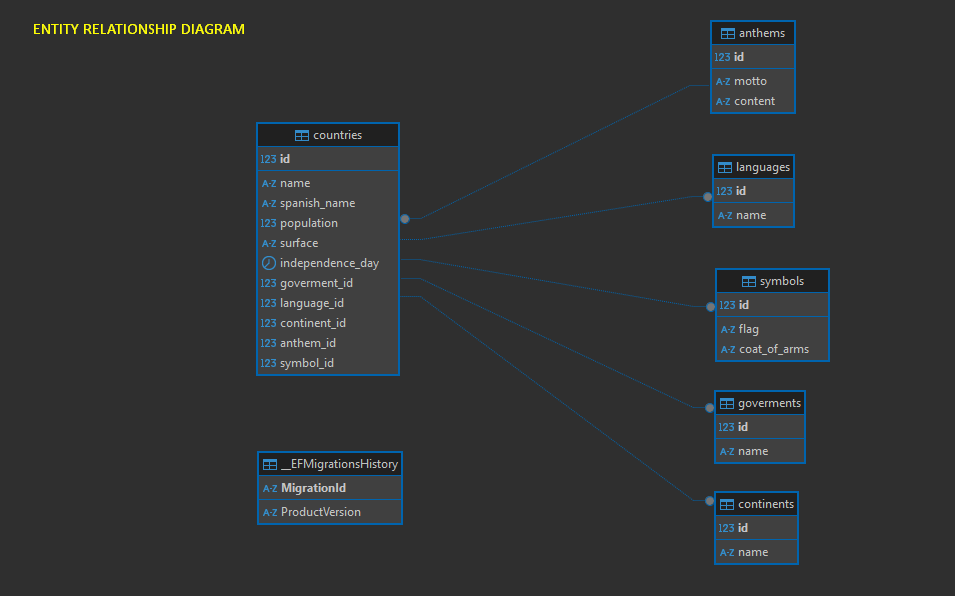 ENTITY RELATIONSHIP DIAGRAM
countries
123 id
A-Z name
A-Z spanish_name
123 population
A-Z surface
independence_day
123 goverment_id
123 language_id
123 continent_id
123 anthem_id
123 symbol_id
__EFMigrationsHistory
A-Z MigrationId
A-Z ProductVersion
anthems
123 id
A-Z motto
A-Z content
languages
123 id
A-Z name
symbols
123 id
A-Z flag
A-Z coat_of_arms
goverments
123 id
A-Z name
continents
123 id
A-Z name